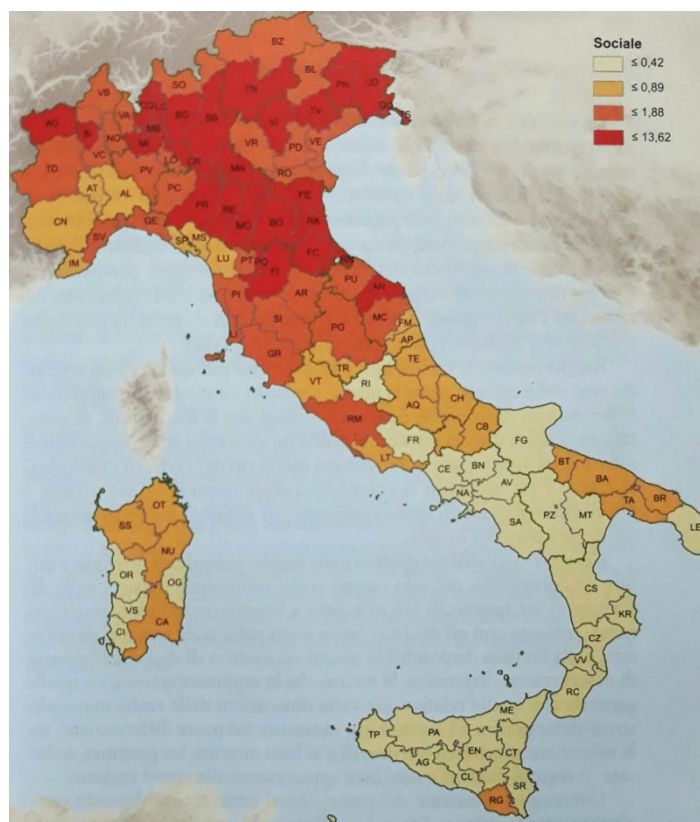 Sociale
≤ 0,42
≤ 0,89
≤ 1,88
≤ 13,62
BZ
BL
SO
VB
TN
PN
UD
AO
VA
CO
LC
BG
BS
TV
GO
TS
BI
MB
VI
NO
MI
VR
PD
VE
VC
LO
CR
TO
PV
MN
RO
AT
AL
PC
FE
PR
RE
CN
GE
MO
BO
RA
SV
SP
MS
IM
LU
PT
PO
FC
FI
PU
PI
AR
AN
SI
MC
LI
PG
FM
AP
GR
TE
TR
VT
RI
AQ
CH
RM
CB
FR
FG
LT
CE
BN
BT
BA
NA
AV
TA
BR
SA
PZ
MT
LE
OT
SS
NU
OR
OG
VS
CI
CA
CS
KR
CZ
VV
RC
ME
TP
PA
EN
CT
AG
CL
SR
RG